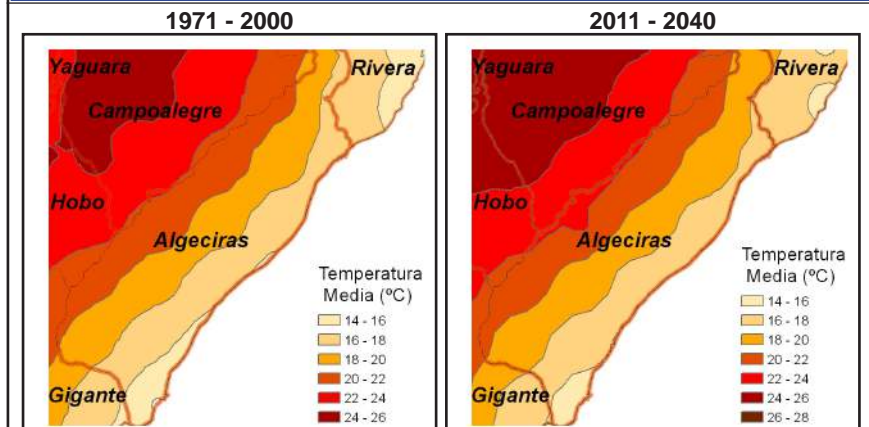 1971 - 2000
Yaguara
Rivera
Campoalegre
Hobo
Algeciras
Gigante
Temperatura
Media (ºC)
14 - 16
16 - 18
18 - 20
20 - 22
22 - 24
24 - 26
2011 - 2040
Yaguara
Rivera
Campoalegre
Hobo
Algeciras
Gigante
Temperatura
Media (ºC)
14 - 16
16 - 18
18 - 20
20 - 22
22 - 24
24 - 26
26 - 28